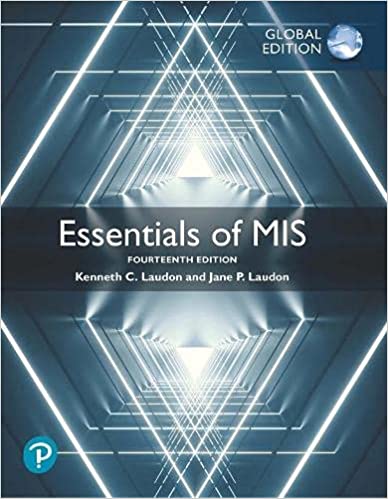 GLOBAL
EDITION
Essentials of MIS
FOURTEENTH EDITION
Kenneth C. Laudon and Jane P. Laudon
P